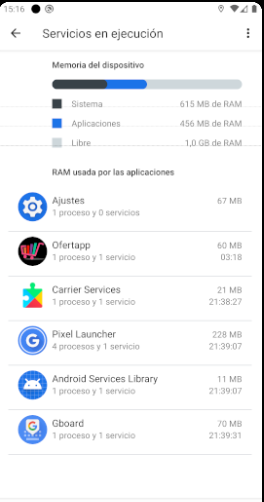 15:16
Servicios en ejecución
Memoria del dispositivo
Sistema 615 MB de RAM
Aplicaciones 456 MB de RAM
Libre 1,0 GB de RAM
RAM usada por las aplicaciones
Ajustes 67 MB
1 proceso y 0 servicios
Ofertapp 60 MB
1 proceso y 1 servicio 03:18
Carrier Services 21 MB
1 proceso y 1 servicio 21:38:27
Pixel Launcher 228 MB
4 procesos y 1 servicio 21:39:07
Android Services Library 11 MB
1 proceso y 1 servicio 21:39:07
Gboard 70 MB
1 proceso y 1 servicio 21:39:31